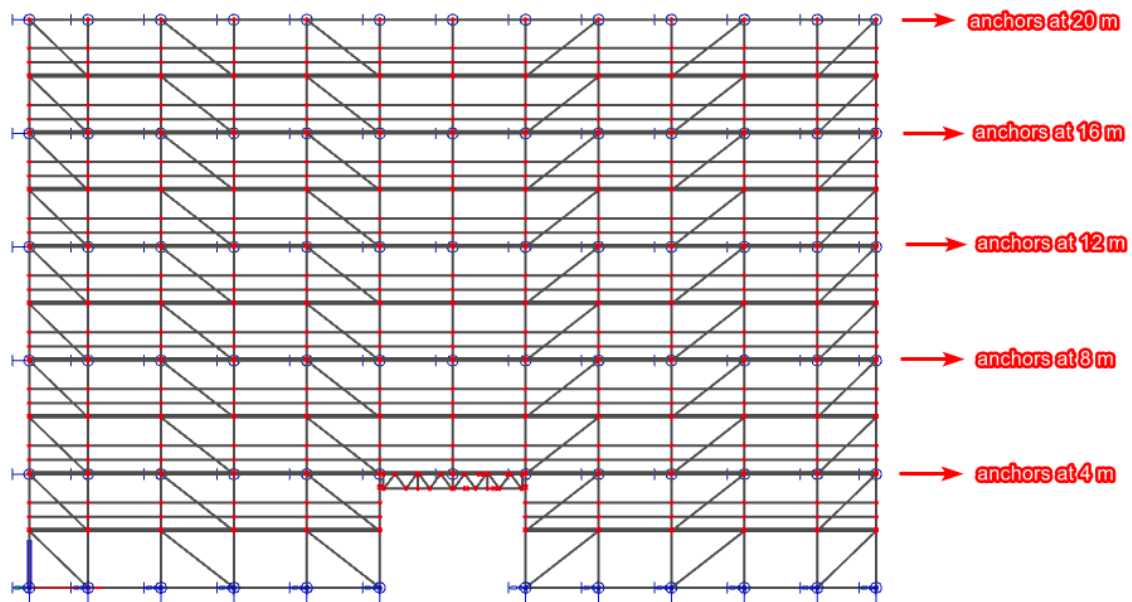 anchors at 20 m
anchors at 16 m
anchors at 12 m
anchors at 8 m
anchors at 4 m